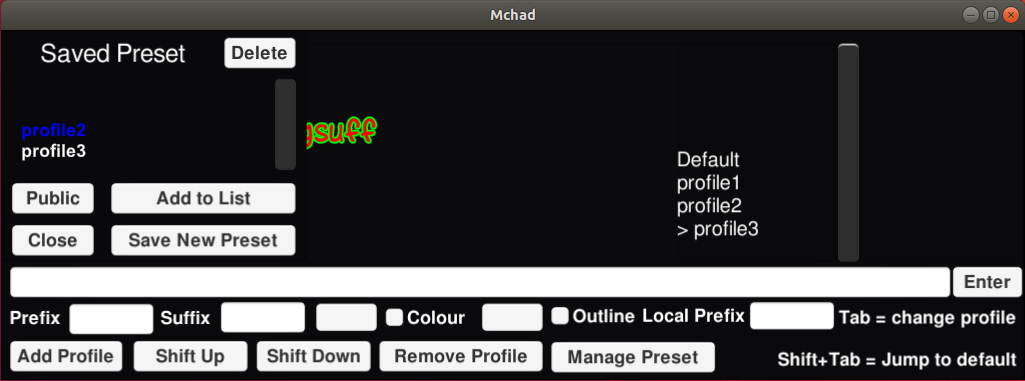 Mchad
Saved Preset
Delete
profile2
profile3
Public
Add to List
Close
Save New Preset
gsuff
Default
profile1
profile2
> profile3
Enter
Prefix
Suffix
Colour
Outline
Local Prefix
Tab = change profile
Add Profile
Shift Up
Shift Down
Remove Profile
Manage Preset
Shift+Tab = Jump to default